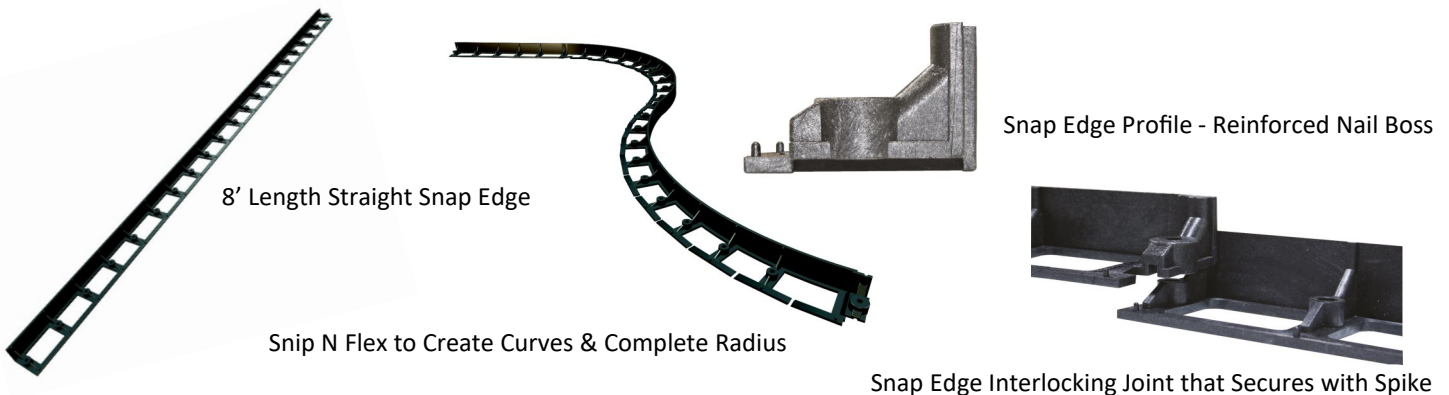 Snap Edge Profile - Reinforced Nail Boss
8’ Length Straight Snap Edge
Snip N Flex to Create Curves & Complete Radius
Snap Edge Interlocking Joint that Secures with Spike